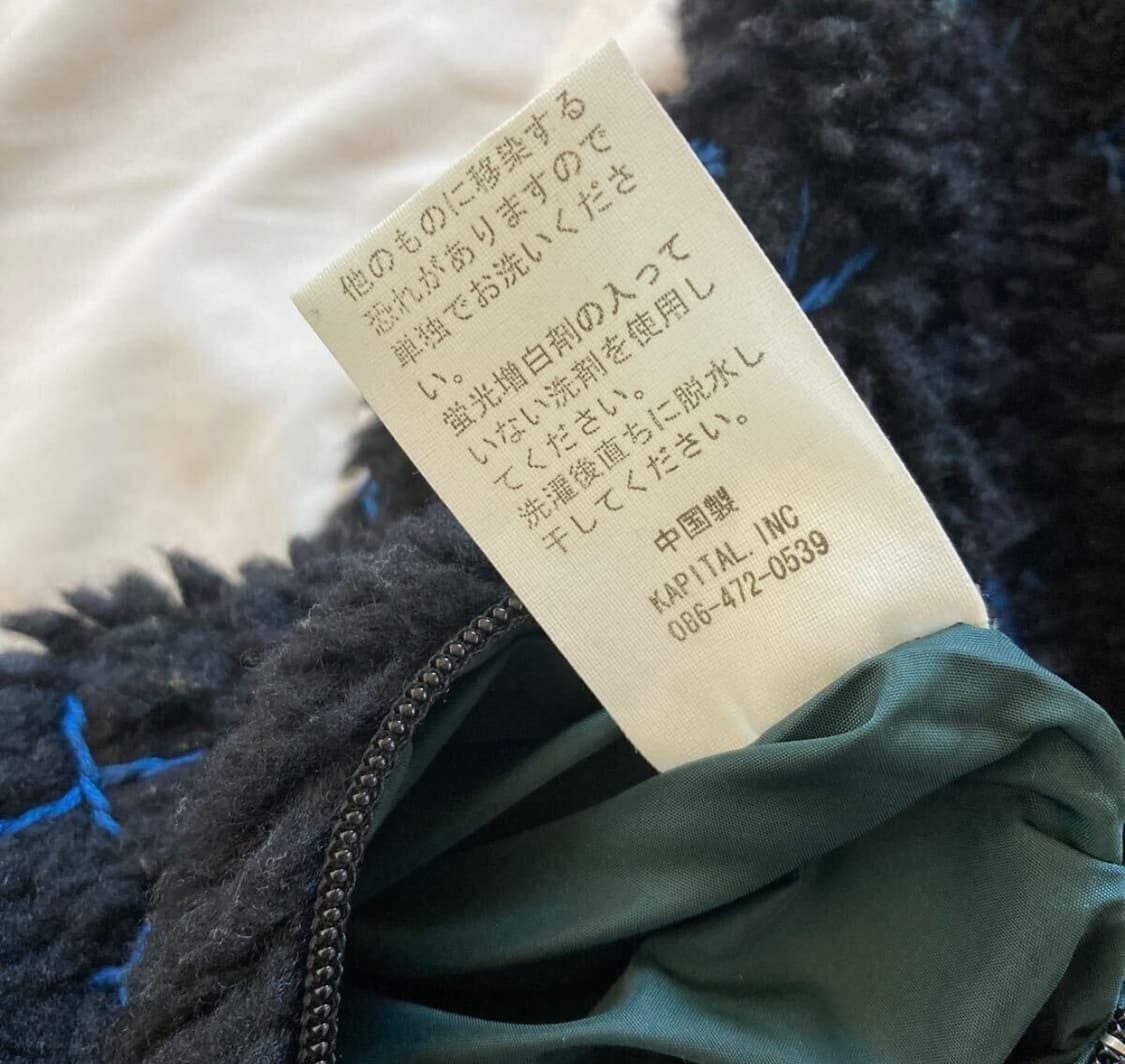 他のものに移染する
恐れがありますので
単独でお洗いくださ
い。
蛍光増白剤の入って
いない洗剤を使用し
てください。
洗濯後直ちに脱水し
干してください。
中国製
KAPITAL. INC
086-472-0539